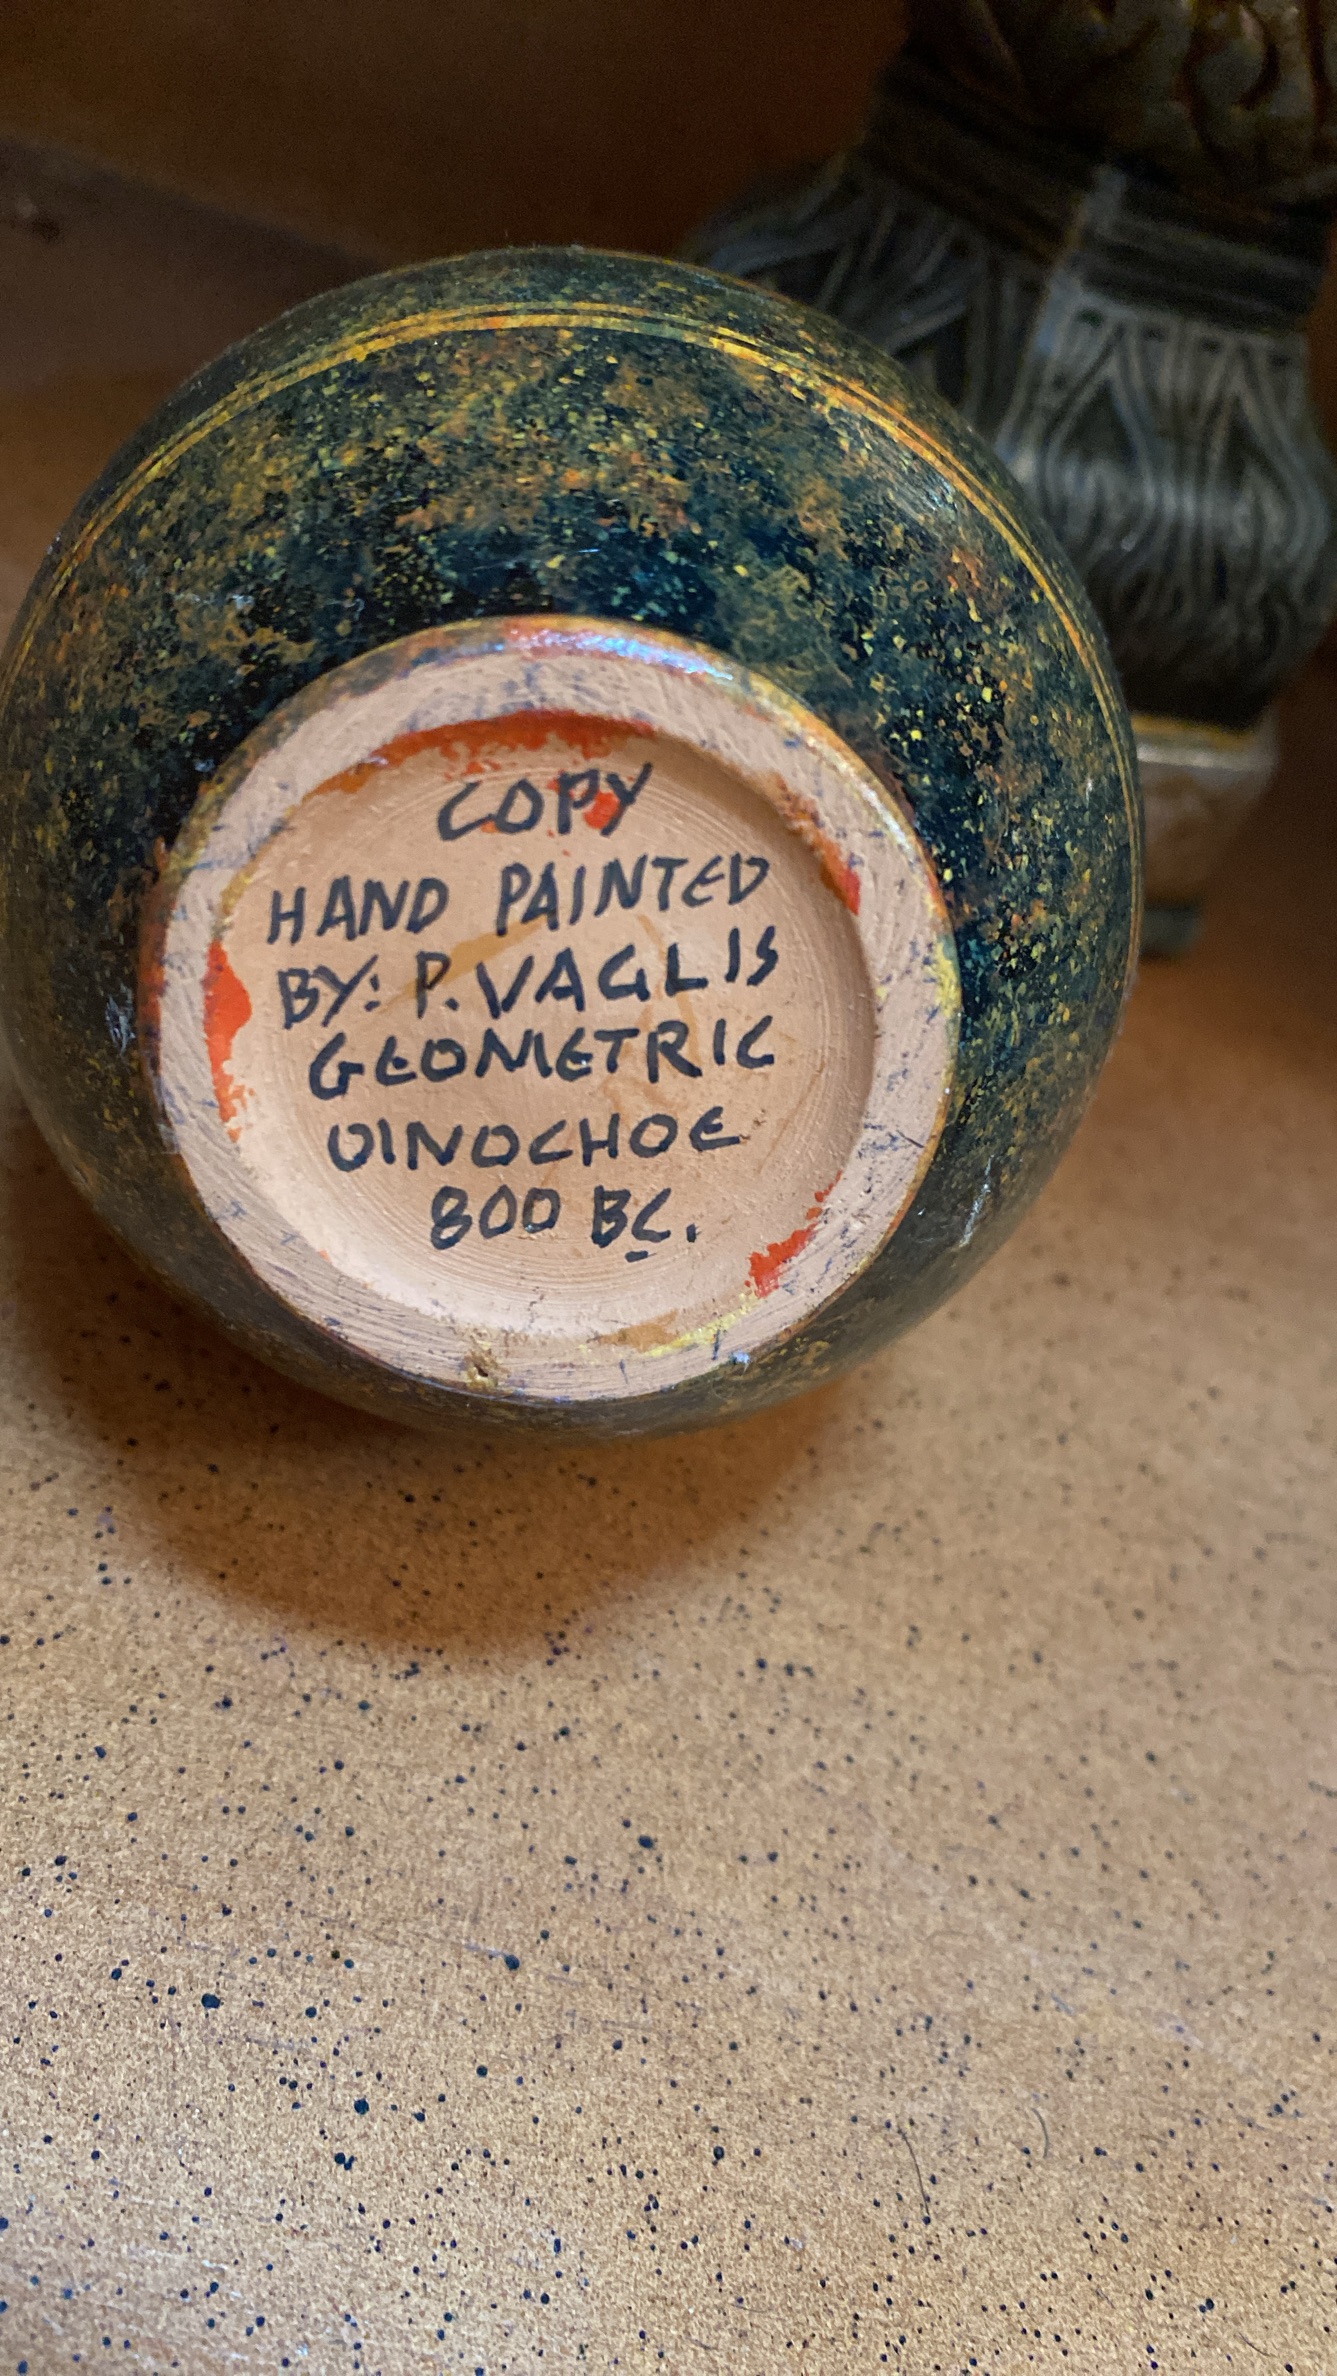 COPY
HAND PAINTED
BY: P. VAGLIS
GEOMETRIC
OINOCHOE
800 BC.